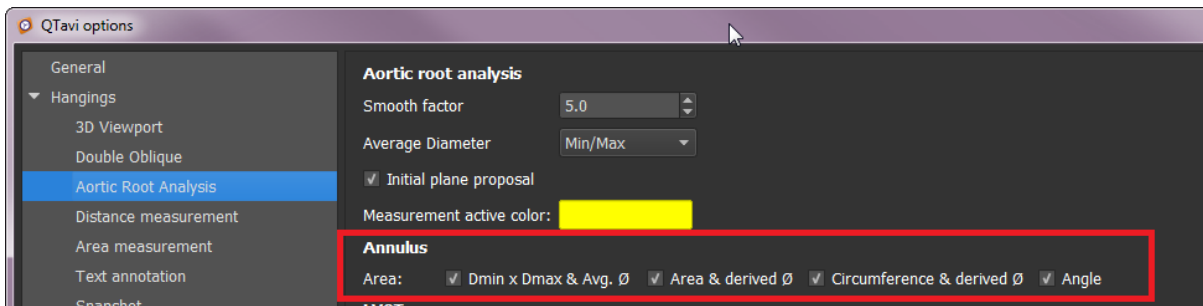 QTavi options
General
Hangings
3D Viewport
Double Oblique
Aortic Root Analysis
Distance measurement
Area measurement
Text annotation
Snapshot
Aortic root analysis
Smooth factor 5.0
Average Diameter Min/Max
Initial plane proposal
Measurement active color:
Annulus
Area: Dmin x Dmax & Avg. Ø Area & derived Ø Circumference & derived Ø Angle